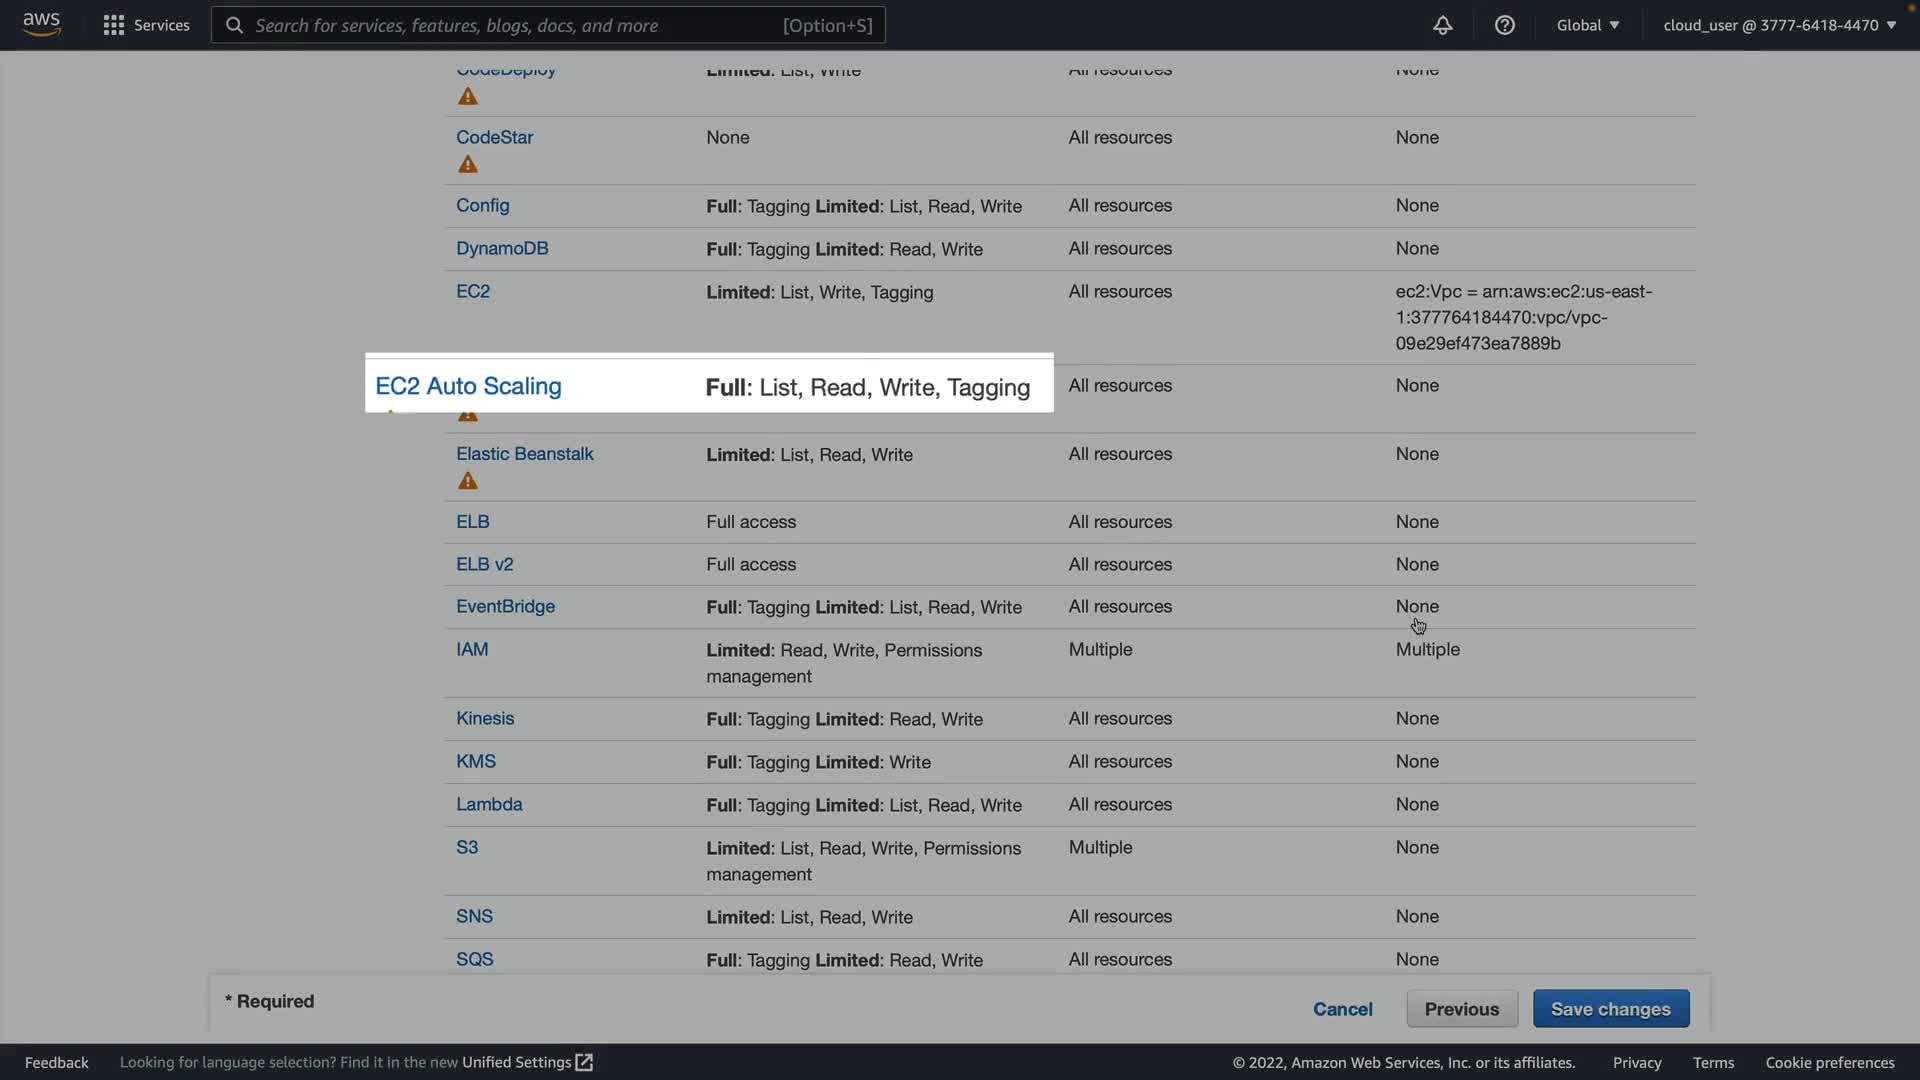 aws Services Search for services, features, blogs, docs, and more [Option+S] Global ▼ cloud_user @ 3777-6418-4470 ▼
CodeDeploy Limited: List, Write All resources None
CodeStar None All resources None
Config Full: Tagging Limited: List, Read, Write All resources None
DynamoDB Full: Tagging Limited: Read, Write All resources None
EC2 Limited: List, Write, Tagging All resources ec2:Vpc = arn:aws:ec2:us-east-
1:377764184470:vpc/vpc-
09e29ef473ea7889b
EC2 Auto Scaling Full: List, Read, Write, Tagging All resources None
Elastic Beanstalk Limited: List, Read, Write All resources None
ELB Full access All resources None
ELB v2 Full access All resources None
EventBridge Full: Tagging Limited: List, Read, Write All resources None
IAM Limited: Read, Write, Permissions Multiple Multiple
management
Kinesis Full: Tagging Limited: Read, Write All resources None
KMS Full: Tagging Limited: Write All resources None
Lambda Full: Tagging Limited: List, Read, Write All resources None
S3 Limited: List, Read, Write, Permissions Multiple None
management
SNS Limited: List, Read, Write All resources None
SQS Full: Tagging Limited: Read, Write All resources None
* Required Cancel Previous Save changes
Feedback Looking for language selection? Find it in the new Unified Settings © 2022, Amazon Web Services, Inc. or its affiliates. Privacy Terms Cookie preferences